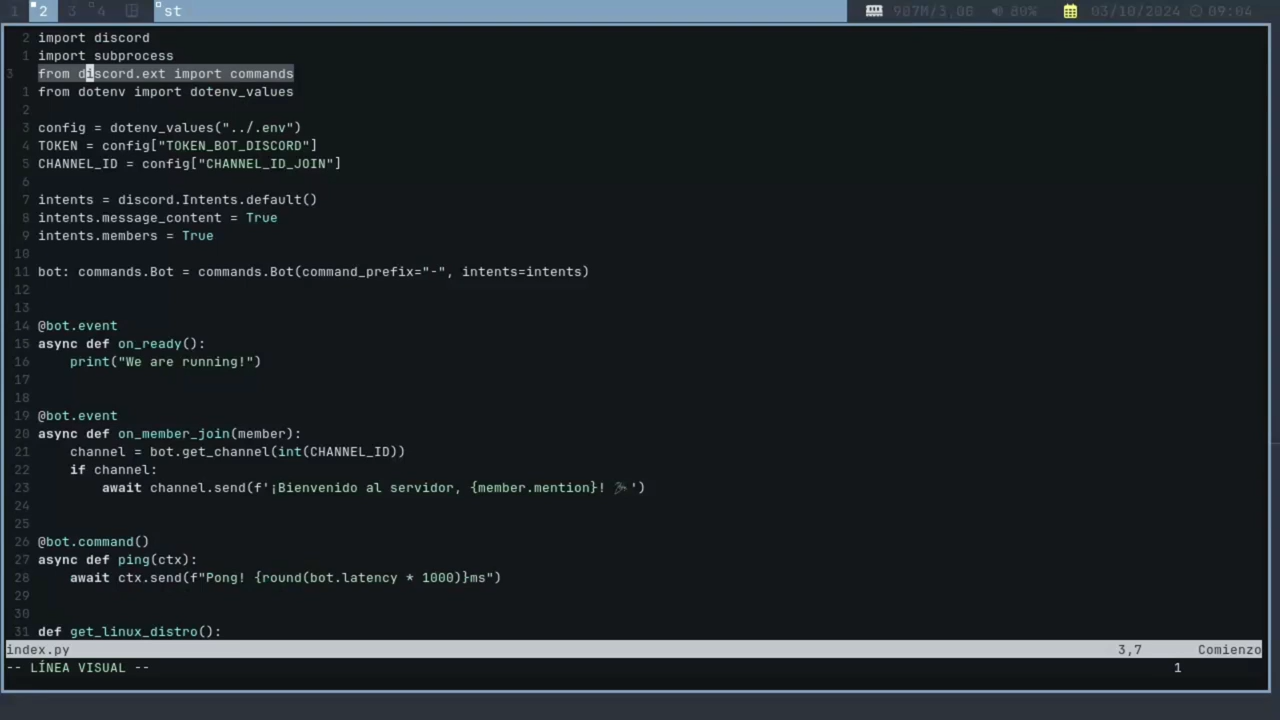 1 2 3 4 st 907M/3,0G 80% 03/10/2024 09:04
2 import discord
1 import subprocess
3 from discord.ext import commands
1 from dotenv import dotenv_values
2
3 config = dotenv_values("../.env")
4 TOKEN = config["TOKEN_BOT_DISCORD"]
5 CHANNEL_ID = config["CHANNEL_ID_JOIN"]
6
7 intents = discord.Intents.default()
8 intents.message_content = True
9 intents.members = True
10
11 bot: commands.Bot = commands.Bot(command_prefix="-", intents=intents)
12
13
14 @bot.event
15 async def on_ready():
16     print("We are running!")
17
18
19 @bot.event
20 async def on_member_join(member):
21     channel = bot.get_channel(int(CHANNEL_ID))
22     if channel:
23         await channel.send(f'¡Bienvenido al servidor, {member.mention}! ')
24
25
26 @bot.command()
27 async def ping(ctx):
28     await ctx.send(f"Pong! {round(bot.latency * 1000)}ms")
29
30
31 def get_linux_distro():
index.py 3,7 Comienzo
-- LÍNEA VISUAL -- 1